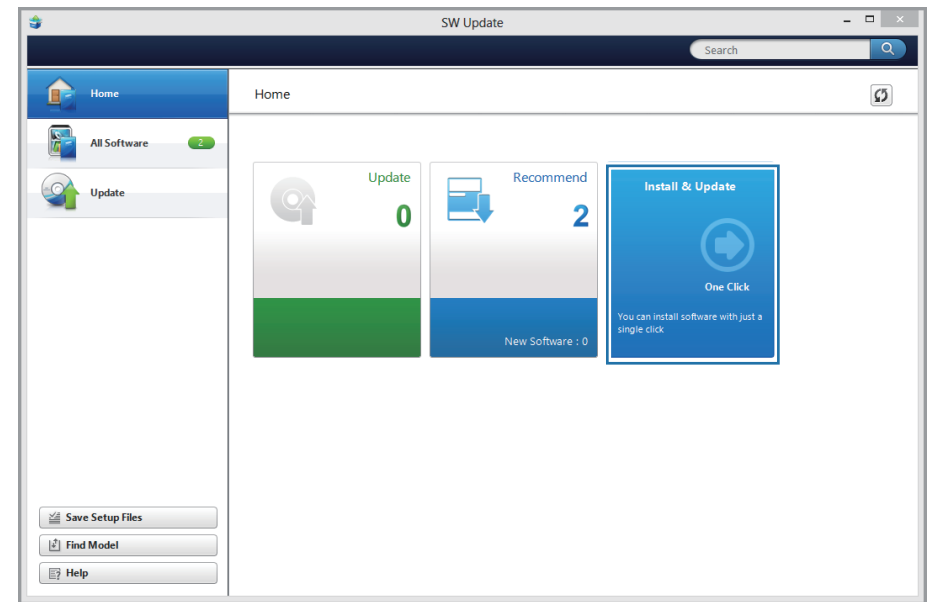 SW Update
Search
Home
All Software 2
Update
Home
Update
0
Recommend
2
New Software : 0
Install & Update
One Click
You can install software with just a
single click
Save Setup Files
Find Model
Help